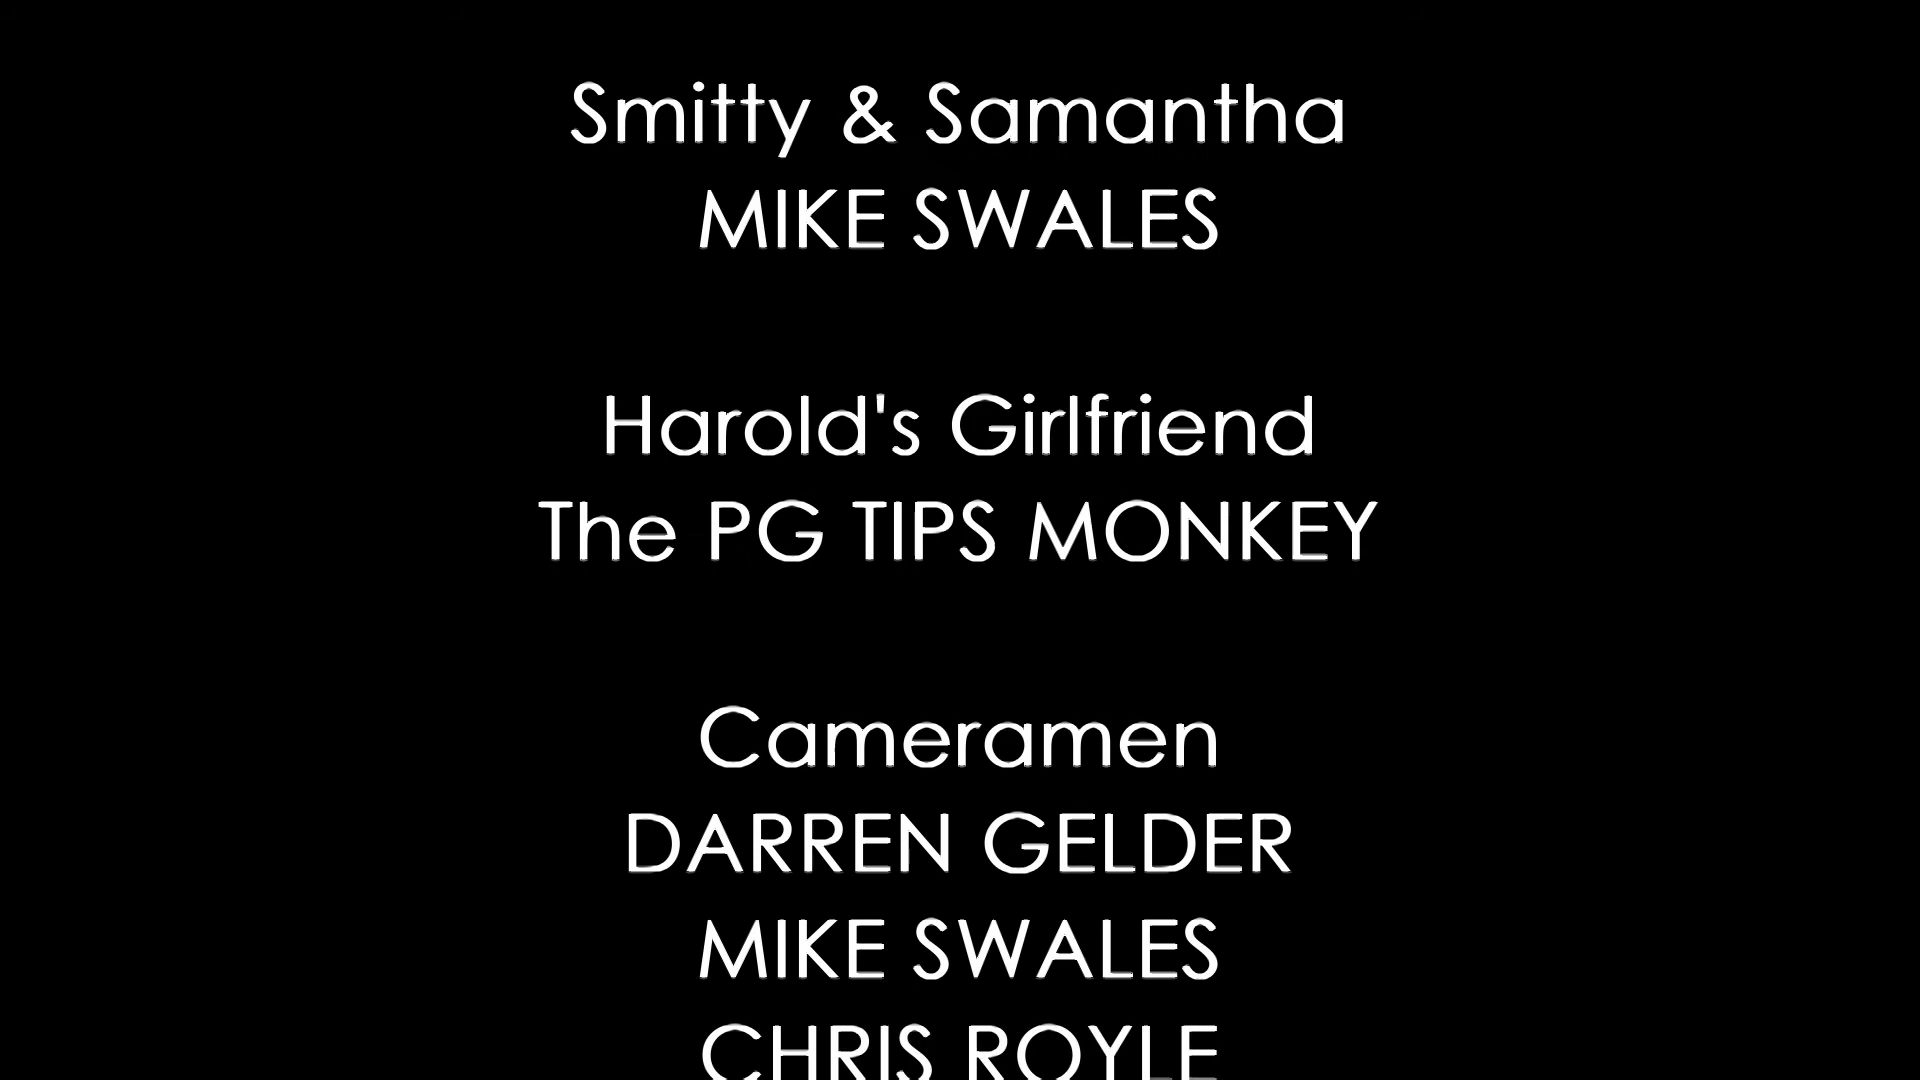 Smitty & Samantha
MIKE SWALES
Harold's Girlfriend
The PG TIPS MONKEY
Cameramen
DARREN GELDER
MIKE SWALES
CHRIS ROYLE